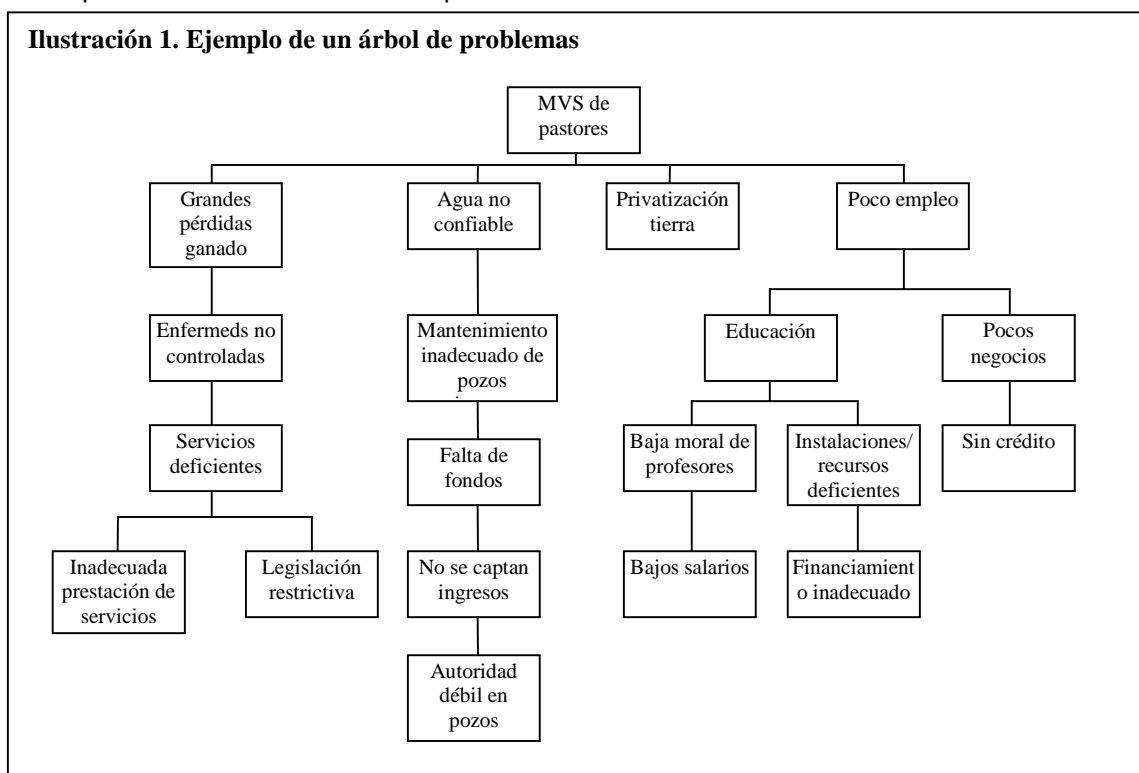 Ilustración 1. Ejemplo de un árbol de problemas
MVS de
pastores
Grandes
pérdidas
ganado
Agua no
confiable
Privatización
tierra
Poco empleo
Enfermeds no
controladas
Mantenimiento
inadecuado de
pozos
Educación
Pocos
negocios
Servicios
deficientes
Falta de
fondos
Baja moral de
profesores
Instalaciones/
recursos
deficientes
Sin crédito
Inadecuada
prestación de
servicios
Legislación
restrictiva
No se captan
ingresos
Bajos salarios
Financiamient
o inadecuado
Autoridad
débil en
pozos